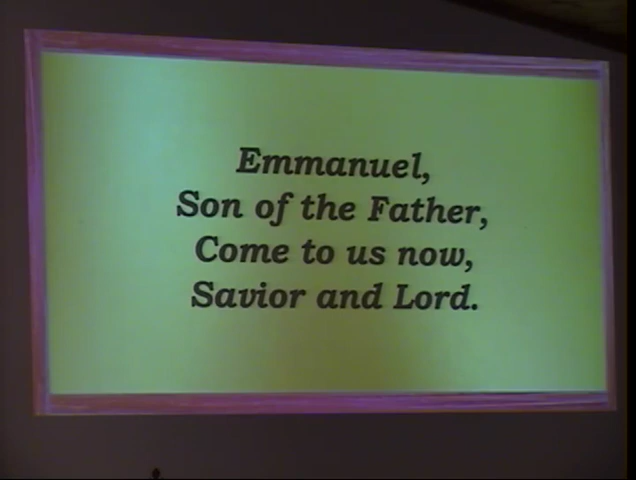 Emmanuel,
Son of the Father,
Come to us now,
Savior and Lord.